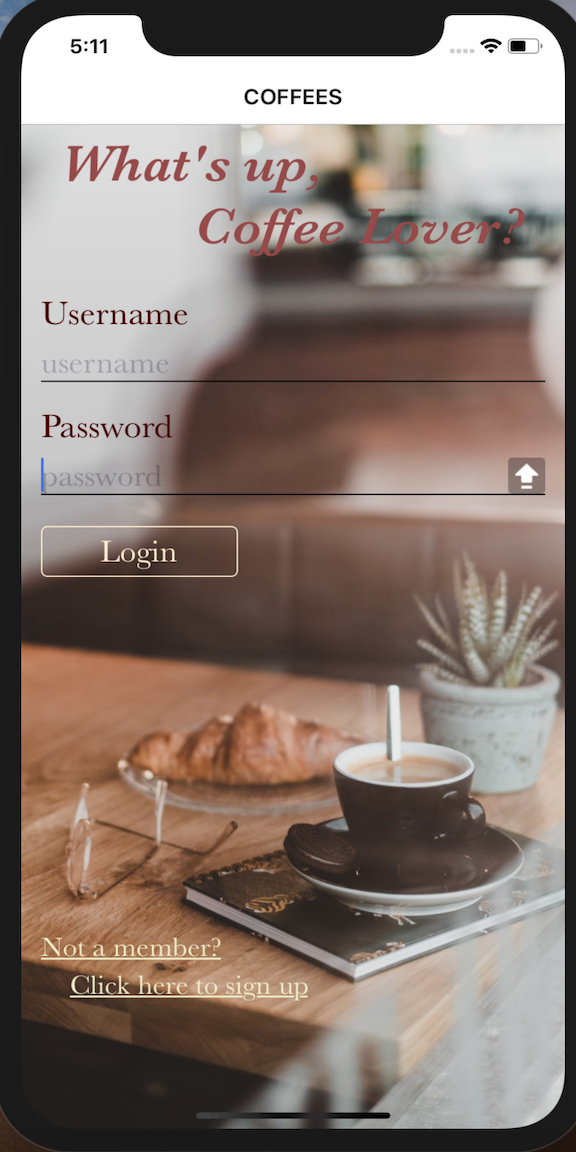 5:11
COFFEES
What's up,
Coffee Lover?
Username
username
Password
password
Login
Not a member?
Click here to sign up